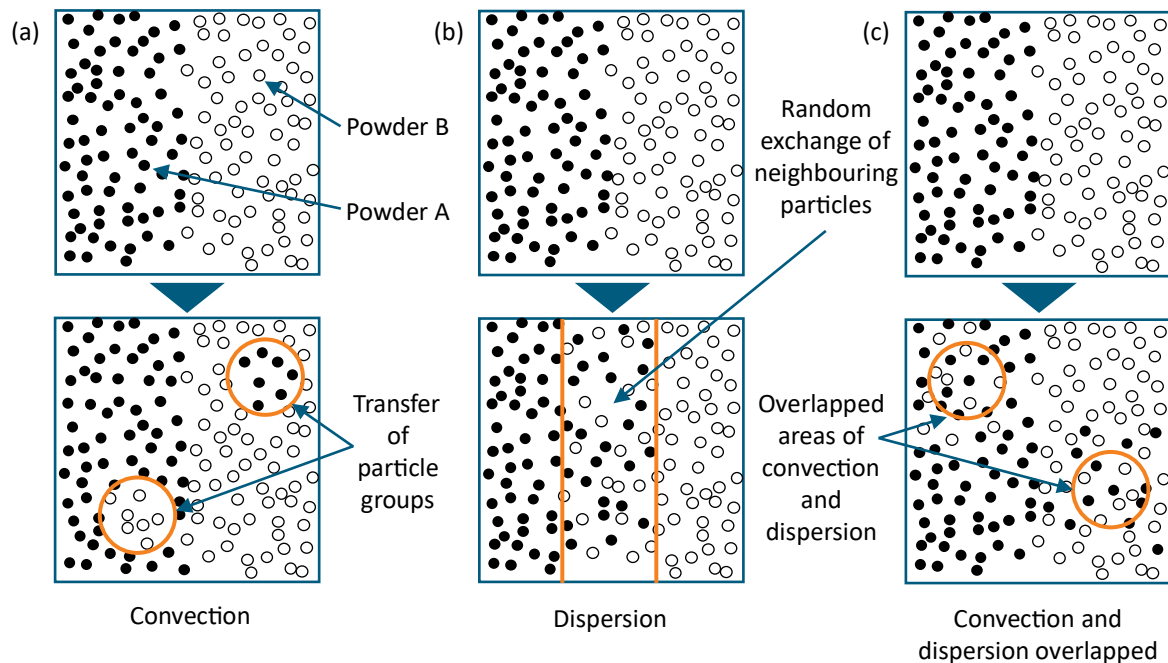 (a)
(b)
(c)
Powder B
Powder A
Random
exchange of
neighbouring
particles
Transfer
of
particle
groups
Overlapped
areas of
convection
and
dispersion
Convection
Dispersion
Convection and
dispersion overlapped